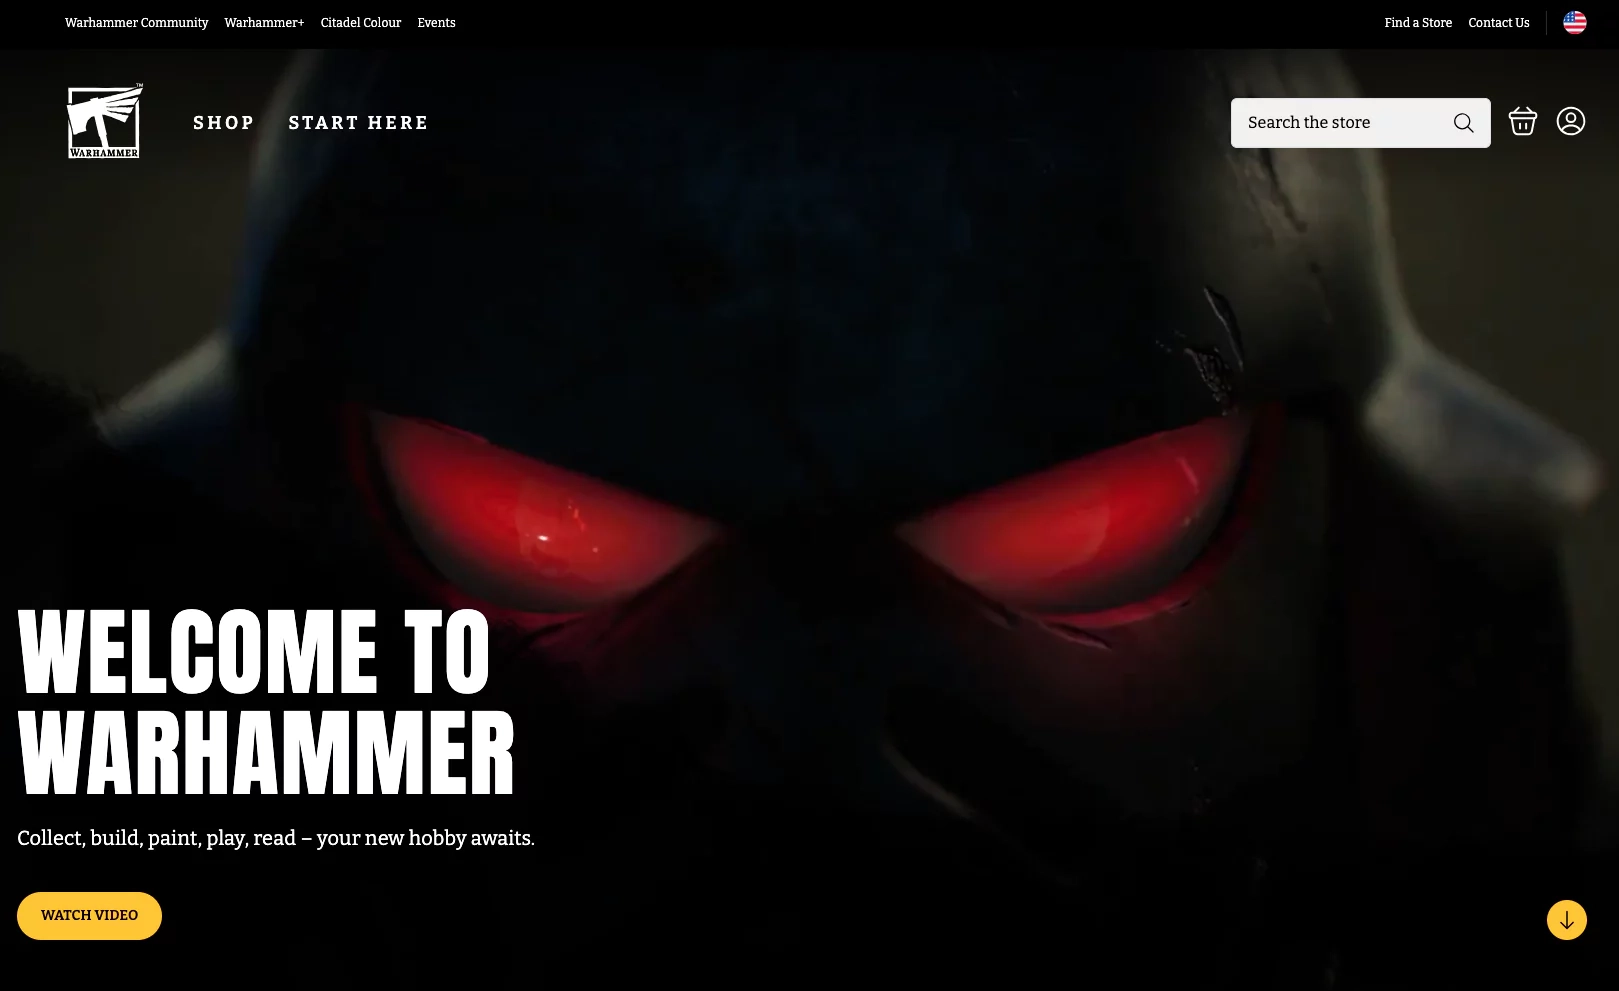 Warhammer Community Warhammer+ Citadel Colour Events
Find a Store Contact Us
WARHAMMER
TM
SHOP START HERE
Search the store
WELCOME TO
WARHAMMER
Collect, build, paint, play, read – your new hobby awaits.
WATCH VIDEO